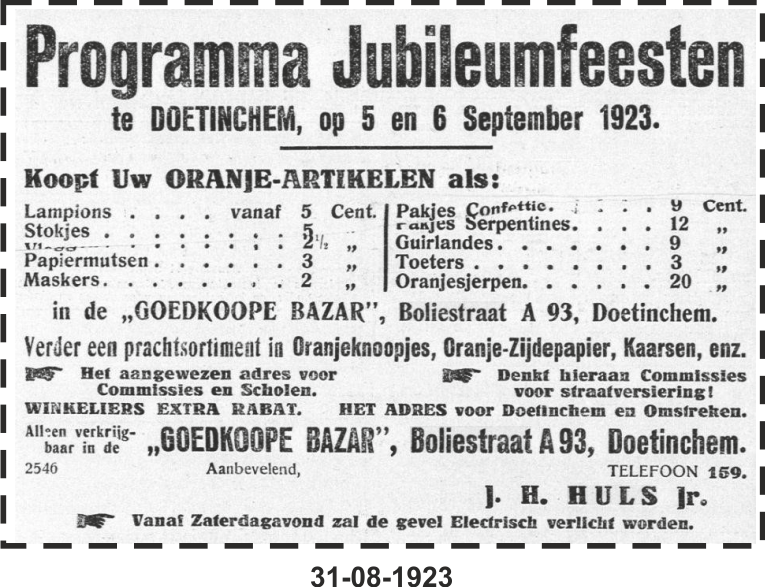 Programma Jubileumfeesten
te DOETINCHEM, op 5 en 6 September 1923.
Koopt Uw ORANJE-ARTIKELEN als:
Lampions . . . . vanaf 5 Cent.
Stokjes . . . . . . . . 5
. . . . . . . . 2½ „
Papiermutsen . . . . . . 3 „
Maskers. . . . . . . . 2 „
Pakjes Confettie. . . . . 9 Cent.
Pakjes Serpentines. . . . 12 „
Guirlandes. . . . . . . 9 „
Toeters . . . . . . . . 3 „
Oranjesjerpen. . . . . . 20 „
in de „GOEDKOOPE BAZAR”, Boliestraat A 93, Doetinchem.
Verder een prachtsortiment in Oranjeknoopjes, Oranje-Zijdepapier, Kaarsen, enz.
Het aangewezen adres voor
Commissies en Scholen.
Denkt hieraan Commissies
voor straatversiering!
WINKELIERS EXTRA RABAT. HET ADRES voor Doetinchem en Omstreken.
Alleen verkrijg-
baar in de „GOEDKOOPE BAZAR”, Boliestraat A 93, Doetinchem.
2546 Aanbevelend, TELEFOON 159.
J. H. HULS Jr.
Vanaf Zaterdagavond zal de gevel Electrisch verlicht worden.
31-08-1923